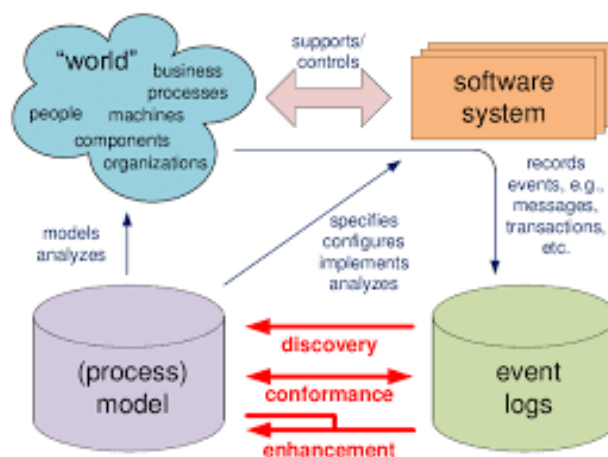 "world"
business
processes
people
machines
components
organizations
supports/
controls
software
system
records
events, e.g.,
messages,
transactions,
etc.
models
analyzes
specifies
configures
implements
analyzes
(process)
model
discovery
conformance
enhancement
event
logs